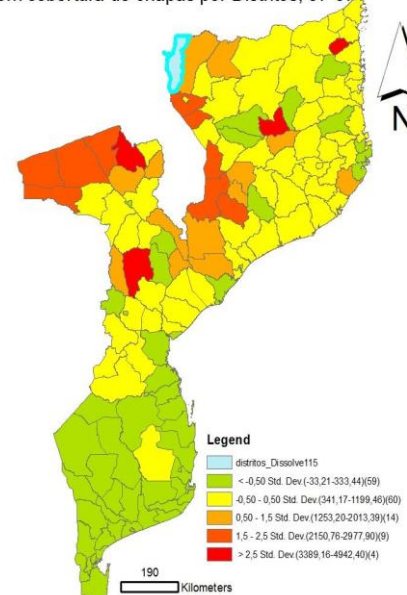 por Distritos,
N
Legend
distritos_Dissolve115
< -0,50 Std. Dev.(-33,21-333,44)(59)
-0,50 - 0,50 Std. Dev.(341,17-1199,46)(60)
0,50 - 1,5 Std. Dev.(1253,20-2013,39)(14)
1,5 - 2,5 Std. Dev.(2150,76-2977,90)(9)
> 2,5 Std. Dev.(3389,16-4942,40)(4)
190
Kilometers